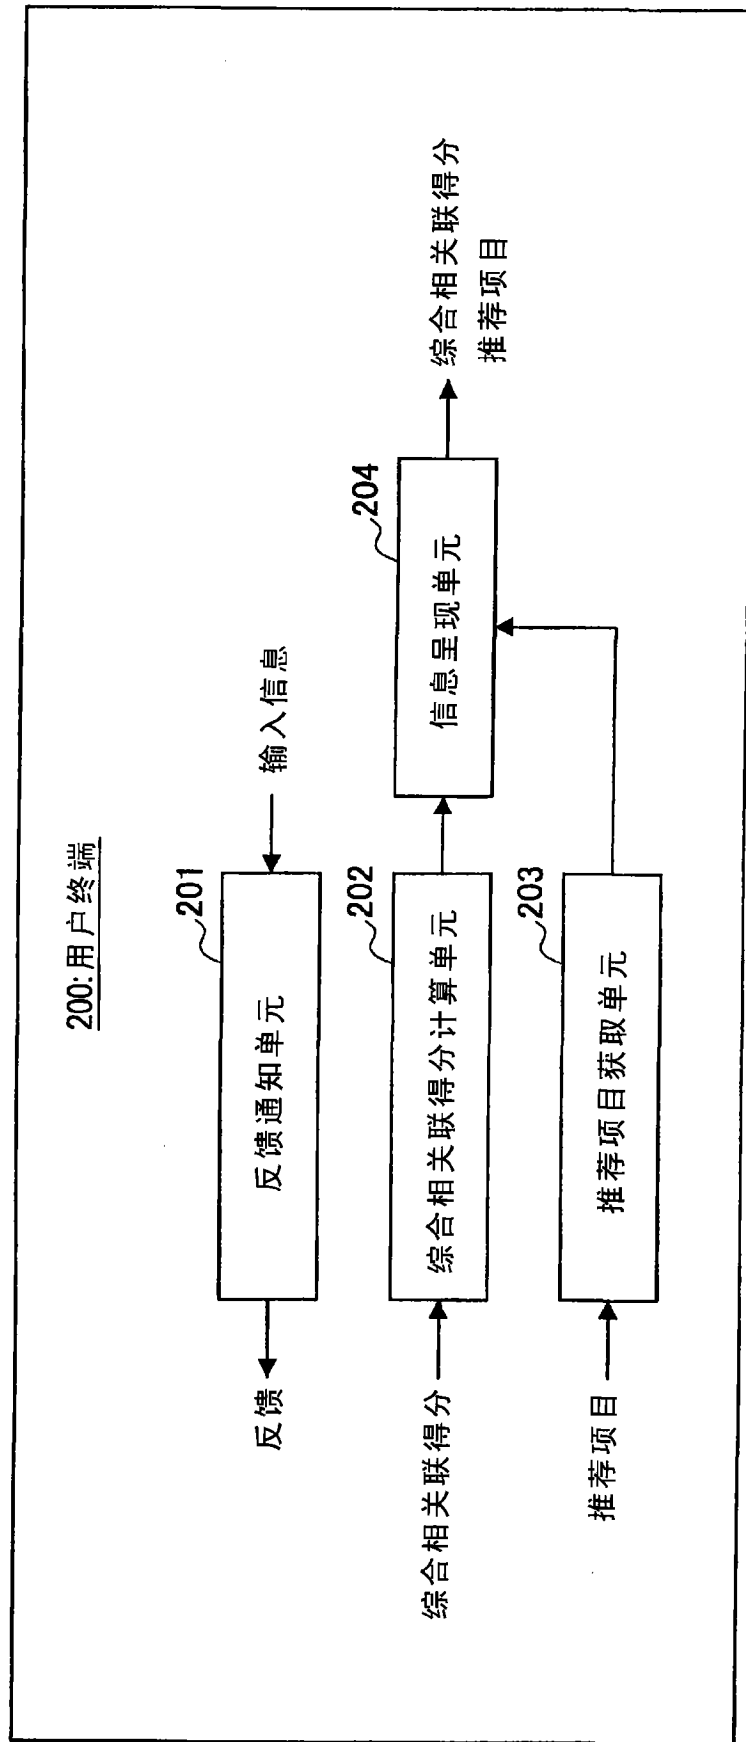 200:用户终端
201
反馈
反馈通知单元
输入信息
202
综合相关联得分
综合相关联得分计算单元
204
信息呈现单元
综合相关联得分
推荐项目
203
推荐项目
推荐项目获取单元